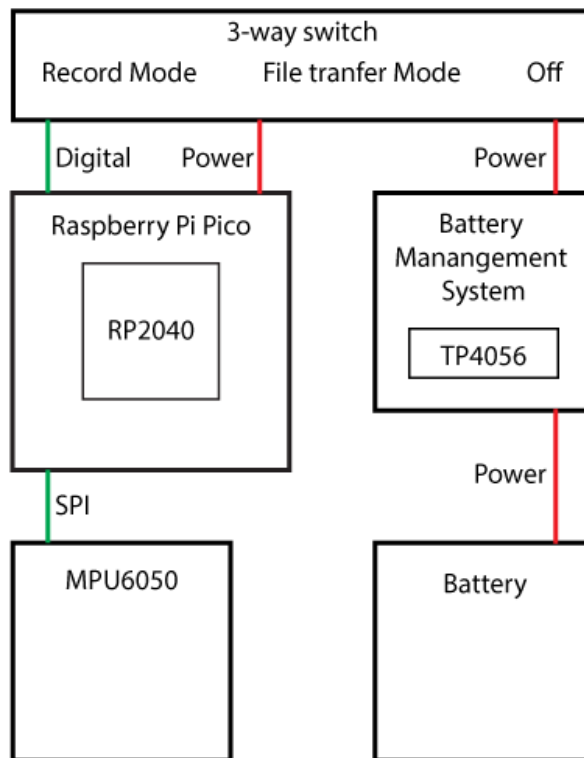 3-way switch
Record Mode File tranfer Mode Off
Digital Power Power
Raspberry Pi Pico
RP2040
Battery
Manangement
System
TP4056
SPI
Power
MPU6050
Battery